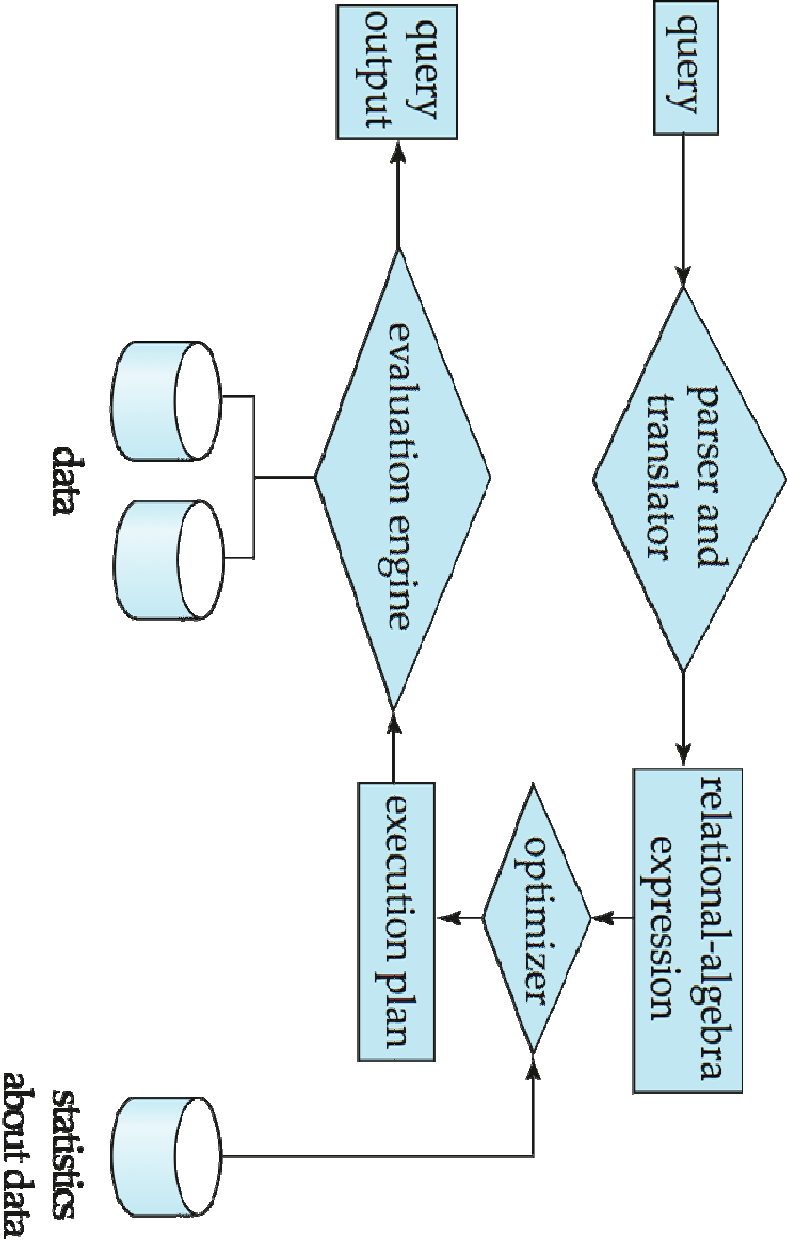 query
parser and
translator
relational-algebra
expression
optimizer
query
output
evaluation engine
execution plan
data
statistics
about data